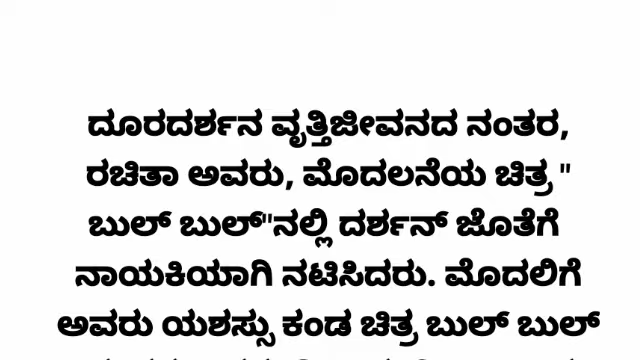 ದೂರದರ್ಶನ ವೃತ್ತಿಜೀವನದ ನಂತರ,
ರಚಿತಾ ಅವರು, ಮೊದಲನೆಯ ಚಿತ್ರ "
ಬುಲ್ ಬುಲ್"ನಲ್ಲಿ ದರ್ಶನ್ ಜೊತೆಗೆ
ನಾಯಕಿಯಾಗಿ ನಟಿಸಿದರು. ಮೊದಲಿಗೆ
ಅವರು ಯಶಸ್ಸು ಕಂಡ ಚಿತ್ರ ಬುಲ್ ಬುಲ್